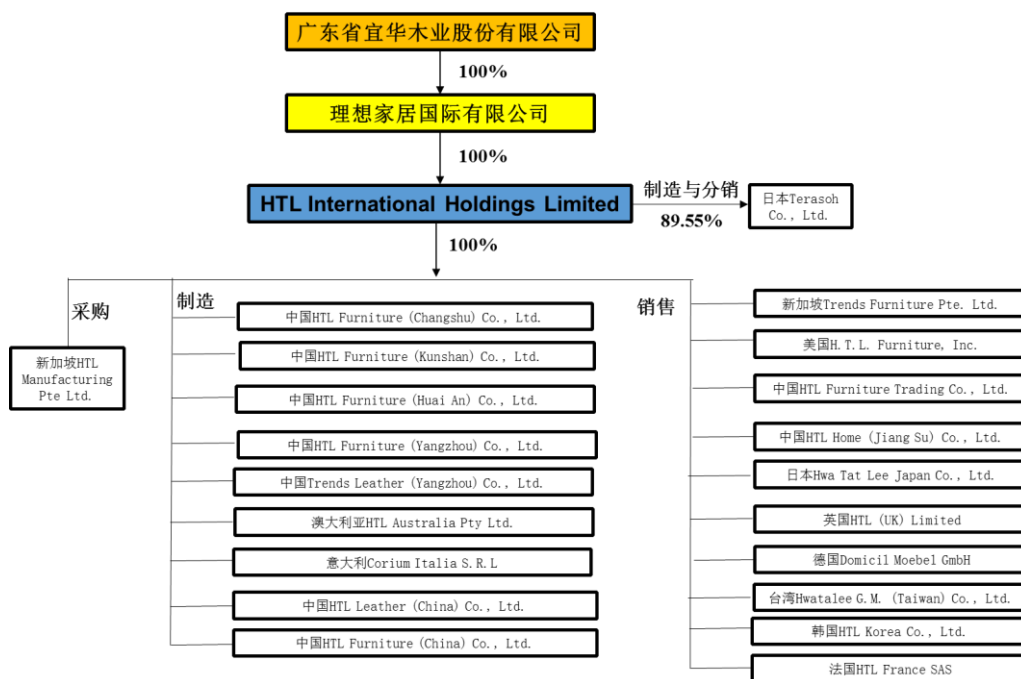 广东省宜华木业股份有限公司
100%
理想家居国际有限公司
100%
HTL International Holdings Limited
制造与分销
89.55%
日本Terasoh
Co., Ltd.
100%
采购
制造
销售
新加坡HTL
Manufacturing
Pte Ltd.
中国HTL Furniture (Changshu) Co., Ltd.
中国HTL Furniture (Kunshan) Co., Ltd.
中国HTL Furniture (Huai An) Co., Ltd.
中国HTL Furniture (Yangzhou) Co., Ltd.
中国Trends Leather (Yangzhou) Co., Ltd.
澳大利亚HTL Australia Pty Ltd.
意大利Corium Italia S.R.L
中国HTL Leather (China) Co., Ltd.
中国HTL Furniture (China) Co., Ltd.
新加坡Trends Furniture Pte. Ltd.
美国H.T.L. Furniture, Inc.
中国HTL Furniture Trading Co., Ltd.
中国HTL Home (Jiang Su) Co., Ltd.
日本Hwa Tat Lee Japan Co., Ltd.
英国HTL (UK) Limited
德国Domicil Moebel GmbH
台湾Hwatalee G.M. (Taiwan) Co., Ltd.
韩国HTL Korea Co., Ltd.
法国HTL France SAS